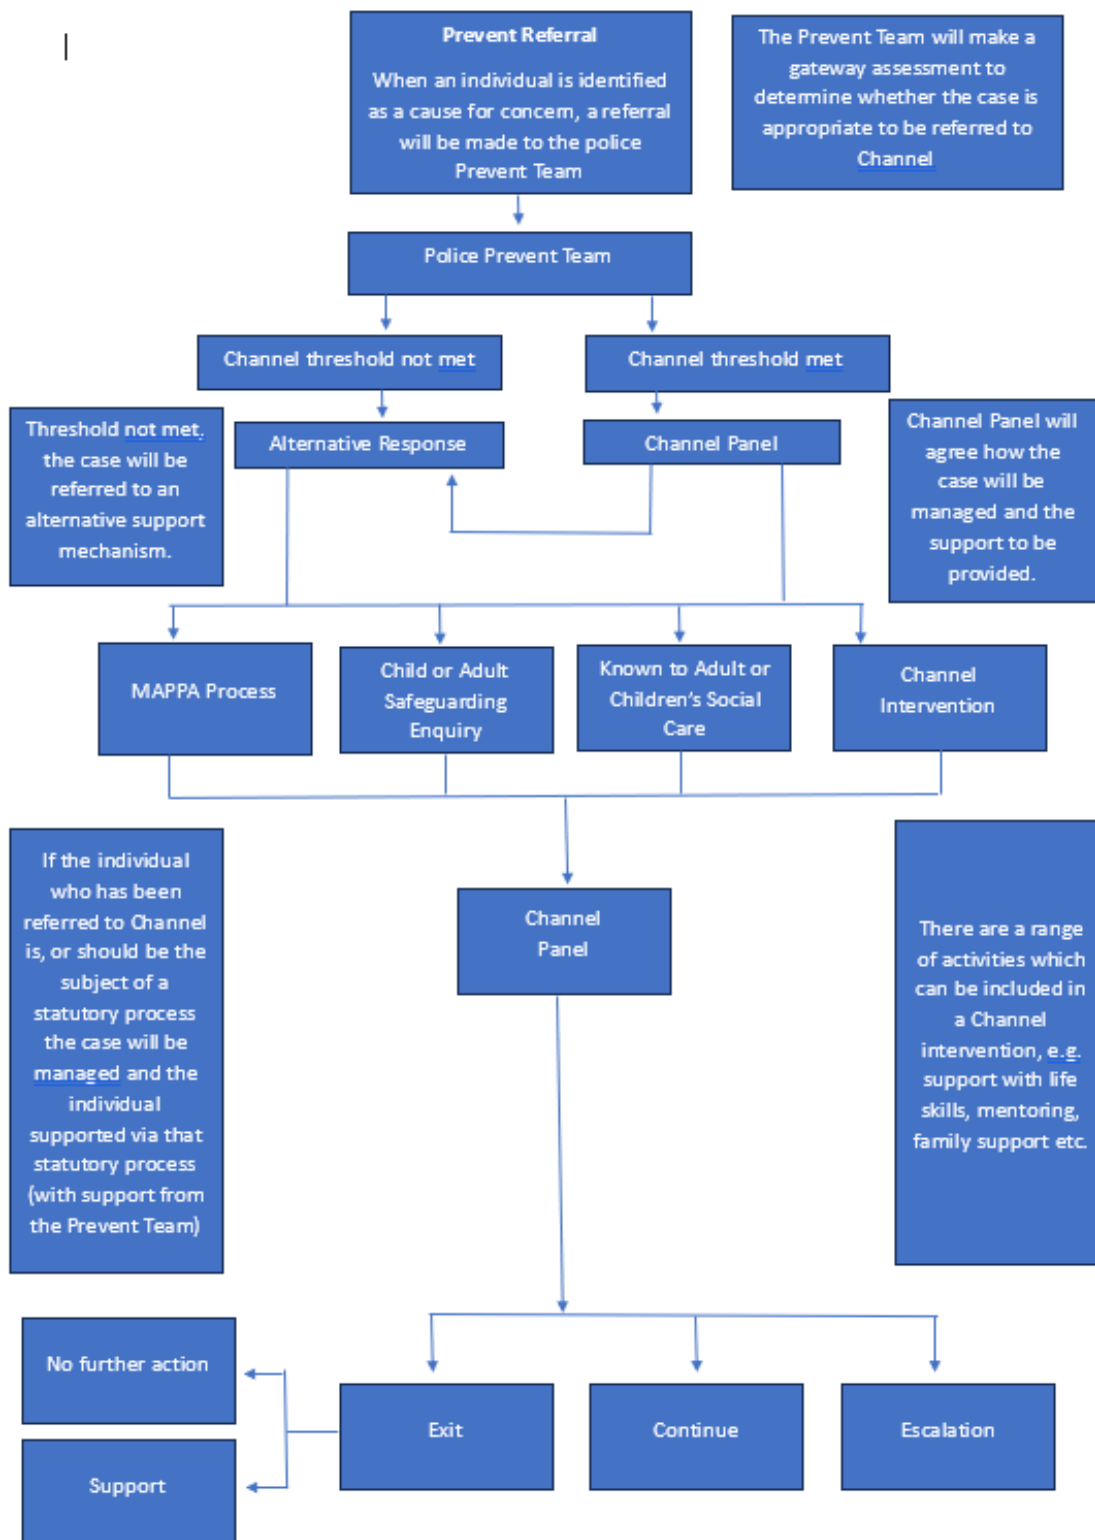 Prevent Referral
When an individual is identified
as a cause for concern, a referral
will be made to the police
Prevent Team
The Prevent Team will make a
gateway assessment to
determine whether the case is
appropriate to be referred to
Channel
Police Prevent Team
Channel threshold not met
Channel threshold met
Threshold not met,
the case will be
referred to an
alternative support
mechanism.
Alternative Response
Channel Panel
Channel Panel will
agree how the
case will be
managed and the
support to be
provided.
MAPPA Process
Child or Adult
Safeguarding
Enquiry
Known to Adult or
Children’s Social
Care
Channel
Intervention
If the individual
who has been
referred to Channel
is, or should be the
subject of a
statutory process
the case will be
managed and the
individual
supported via that
statutory process
(with support from
the Prevent Team)
Channel
Panel
There are a range
of activities which
can be included in
a Channel
intervention, e.g.
support with life
skills, mentoring,
family support etc.
No further action
Support
Exit
Continue
Escalation